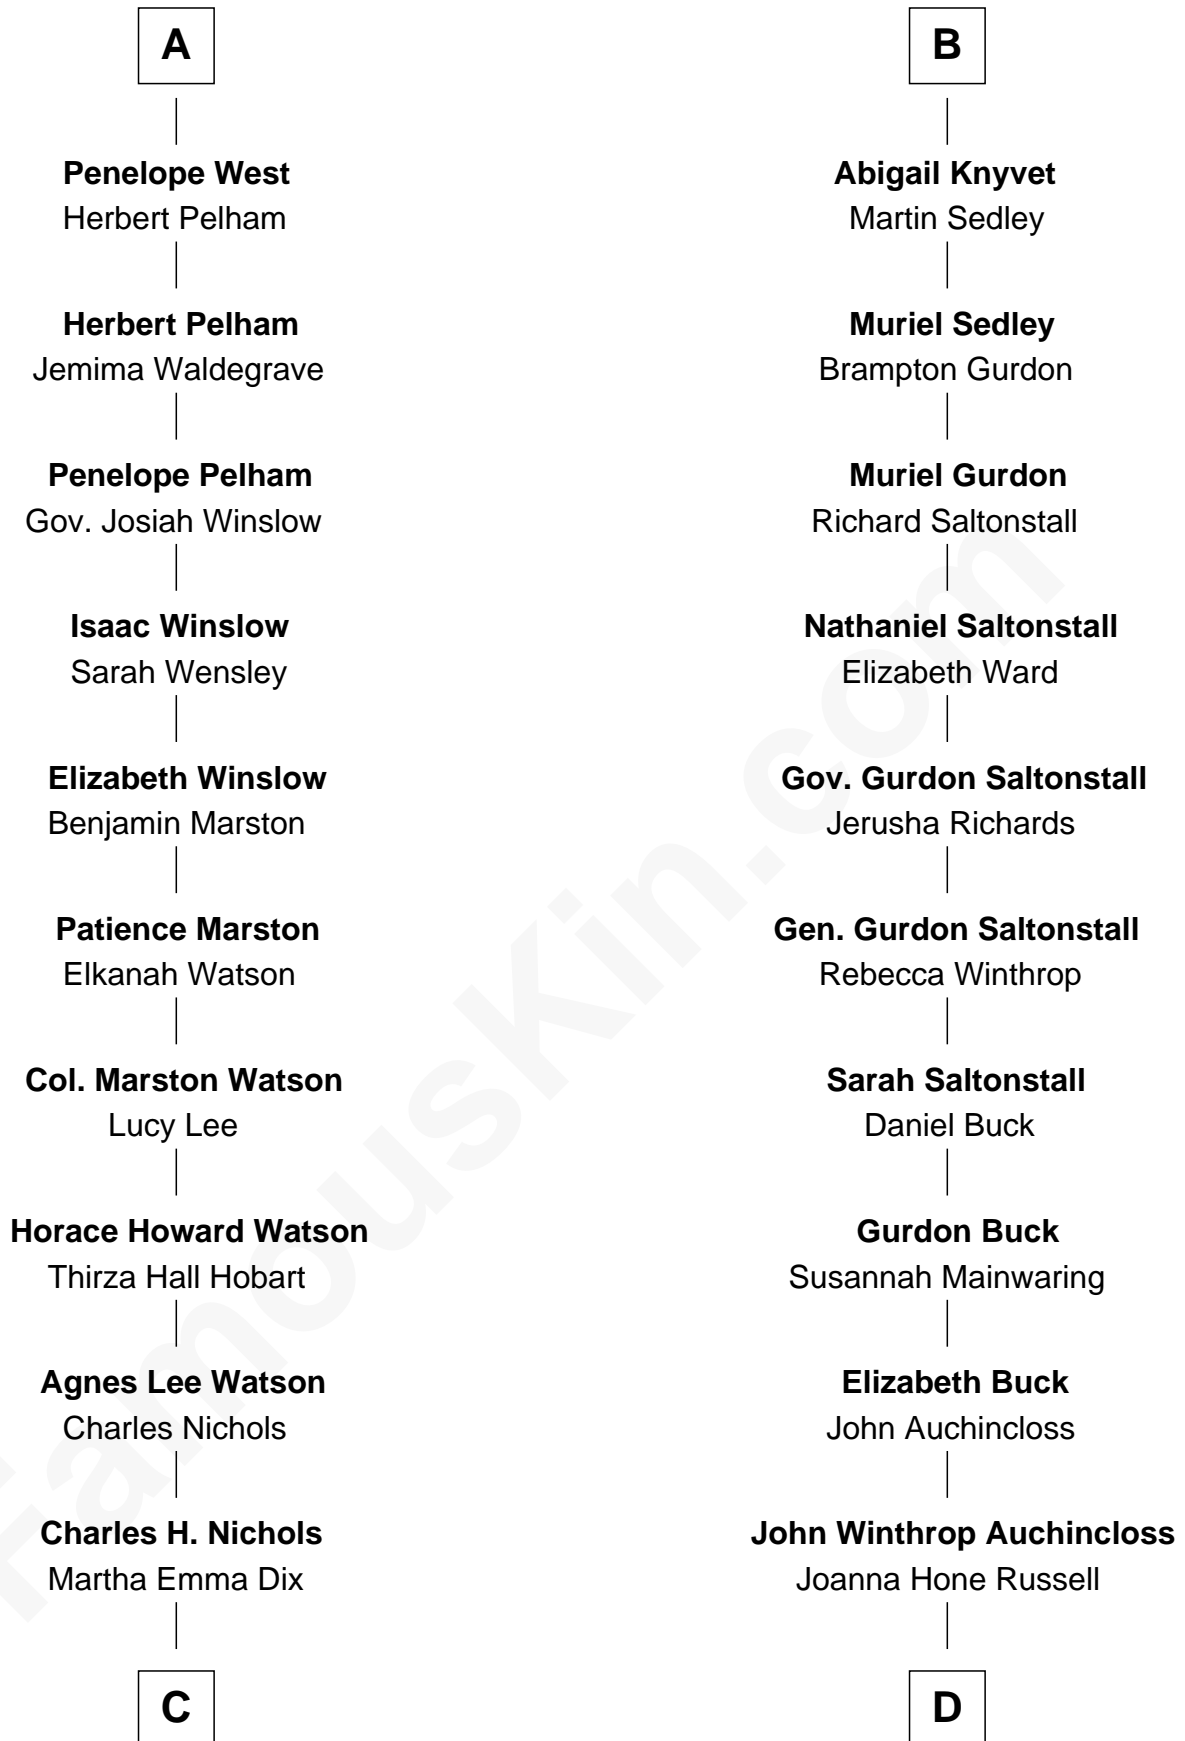 A
Penelope West
Herbert Pelham
Herbert Pelham
Jemima Waldegrave
Penelope Pelham
Gov. Josiah Winslow
Isaac Winslow
Sarah Wensley
Elizabeth Winslow
Benjamin Marston
Patience Marston
Elkanah Watson
Col. Marston Watson
Lucy Lee
Horace Howard Watson
Thirza Hall Hobart
Agnes Lee Watson
Charles Nichols
Charles H. Nichols
Martha Emma Dix
C
B
Abigail Knyvet
Martin Sedley
Muriel Sedley
Brampton Gurdon
Muriel Gurdon
Richard Saltonstall
Nathaniel Saltonstall
Elizabeth Ward
Gov. Gurdon Saltonstall
Jerusha Richards
Gen. Gurdon Saltonstall
Rebecca Winthrop
Sarah Saltonstall
Daniel Buck
Gurdon Buck
Susannah Mainwaring
Elizabeth Buck
John Auchincloss
John Winthrop Auchincloss
Joanna Hone Russell
D
FamousKin.com